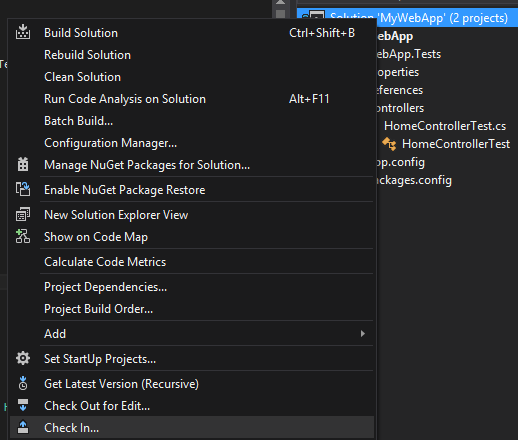 Solution 'MyWebApp' (2 projects)
Build Solution Ctrl+Shift+B
Rebuild Solution
Clean Solution
Run Code Analysis on Solution Alt+F11
Batch Build...
Configuration Manager...
Manage NuGet Packages for Solution...
Enable NuGet Package Restore
New Solution Explorer View
Show on Code Map
Calculate Code Metrics
Project Dependencies...
Project Build Order...
Add
Set StartUp Projects...
Get Latest Version (Recursive)
Check Out for Edit...
Check In...
ebApp
ebApp.Tests
operties
eferences
ontrollers
HomeControllerTest.cs
HomeControllerTest
pp.config
ackages.config